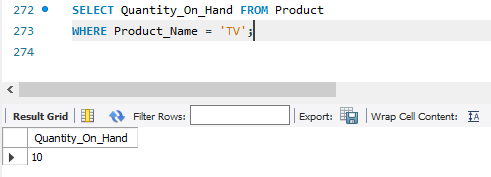 272 SELECT Quantity_On_Hand FROM Product
273 WHERE Product_Name = 'TV';
274
Result Grid Filter Rows: Export: Wrap Cell Content: IA
Quantity_On_Hand
10